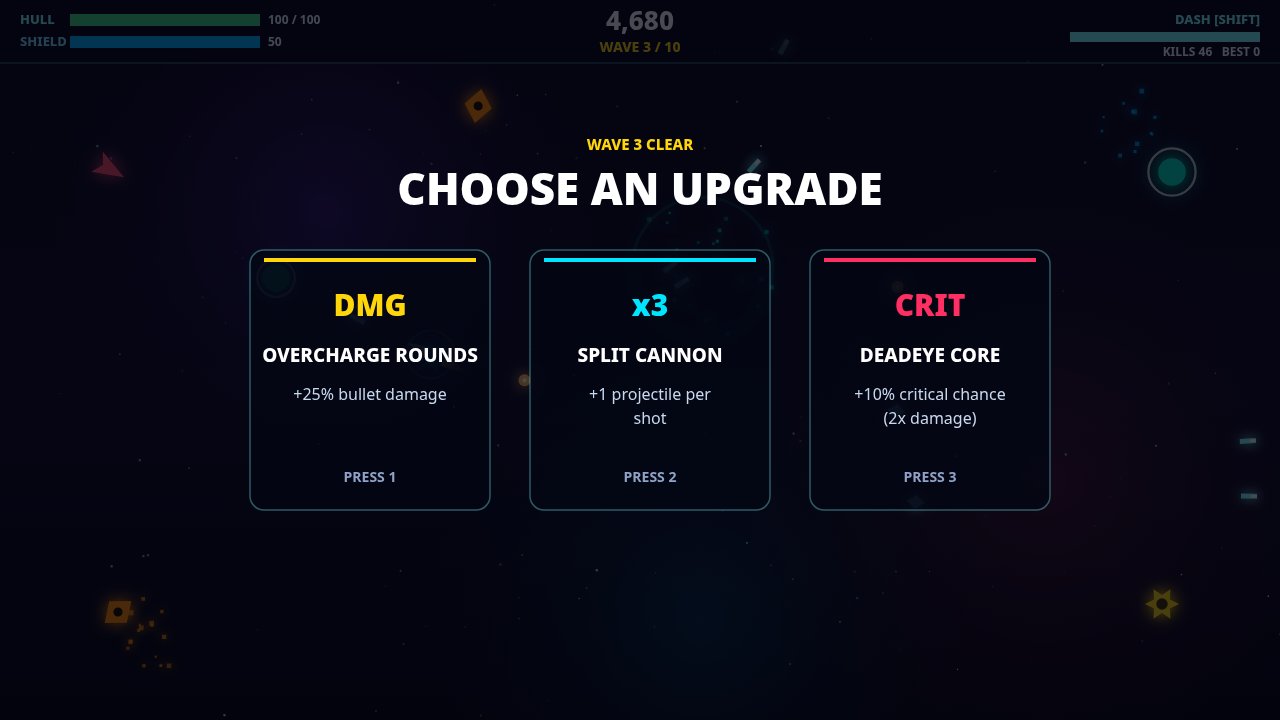 HULL 100 / 100
SHIELD 50
4,680
WAVE 3 / 10
DASH [SHIFT]
KILLS 46 BEST 0
WAVE 3 CLEAR
CHOOSE AN UPGRADE
DMG
OVERCHARGE ROUNDS
+25% bullet damage
PRESS 1
x3
SPLIT CANNON
+1 projectile per
shot
PRESS 2
CRIT
DEADEYE CORE
+10% critical chance
(2x damage)
PRESS 3